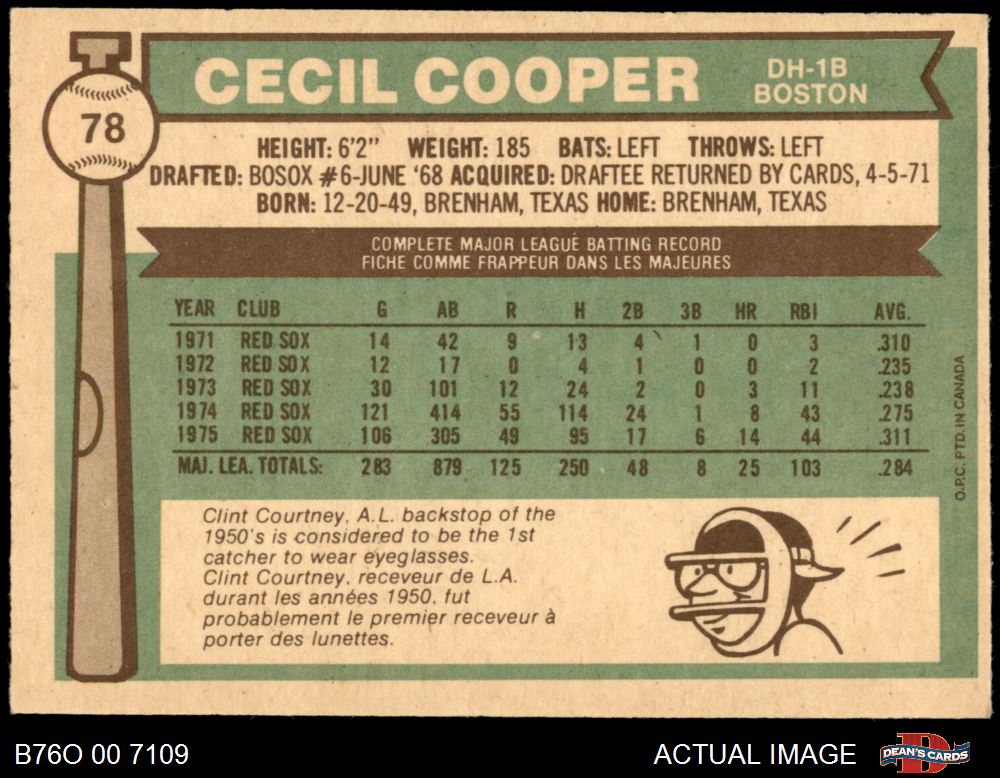 78
CECIL COOPER
DH-1B
BOSTON
HEIGHT: 6'2" WEIGHT: 185 BATS: LEFT THROWS: LEFT
DRAFTED: BOSOX #6-JUNE '68 ACQUIRED: DRAFTEE RETURNED BY CARDS, 4-5-71
BORN: 12-20-49, BRENHAM, TEXAS HOME: BRENHAM, TEXAS
COMPLETE MAJOR LEAGUE BATTING RECORD
FICHE COMME FRAPPEUR DANS LES MAJEURES
YEAR CLUB G AB R H 2B 3B HR RBI AVG.
1971 RED SOX 14 42 9 13 4 1 0 3 .310
1972 RED SOX 12 17 0 4 1 0 0 2 .235
1973 RED SOX 30 101 12 24 2 0 3 11 .238
1974 RED SOX 121 414 55 114 24 1 8 43 .275
1975 RED SOX 106 305 49 95 17 6 14 44 .311
MAJ. LEA. TOTALS: 283 879 125 250 48 8 25 103 .284
O.P.C. PTD. IN CANADA
Clint Courtney, A.L. backstop of the
1950's is considered to be the 1st
catcher to wear eyeglasses.
Clint Courtney, receveur de L.A.
durant les années 1950, fut
probablement le premier receveur à
porter des lunettes.
B76O 00 7109
ACTUAL IMAGE
D
DEAN'S CARDS